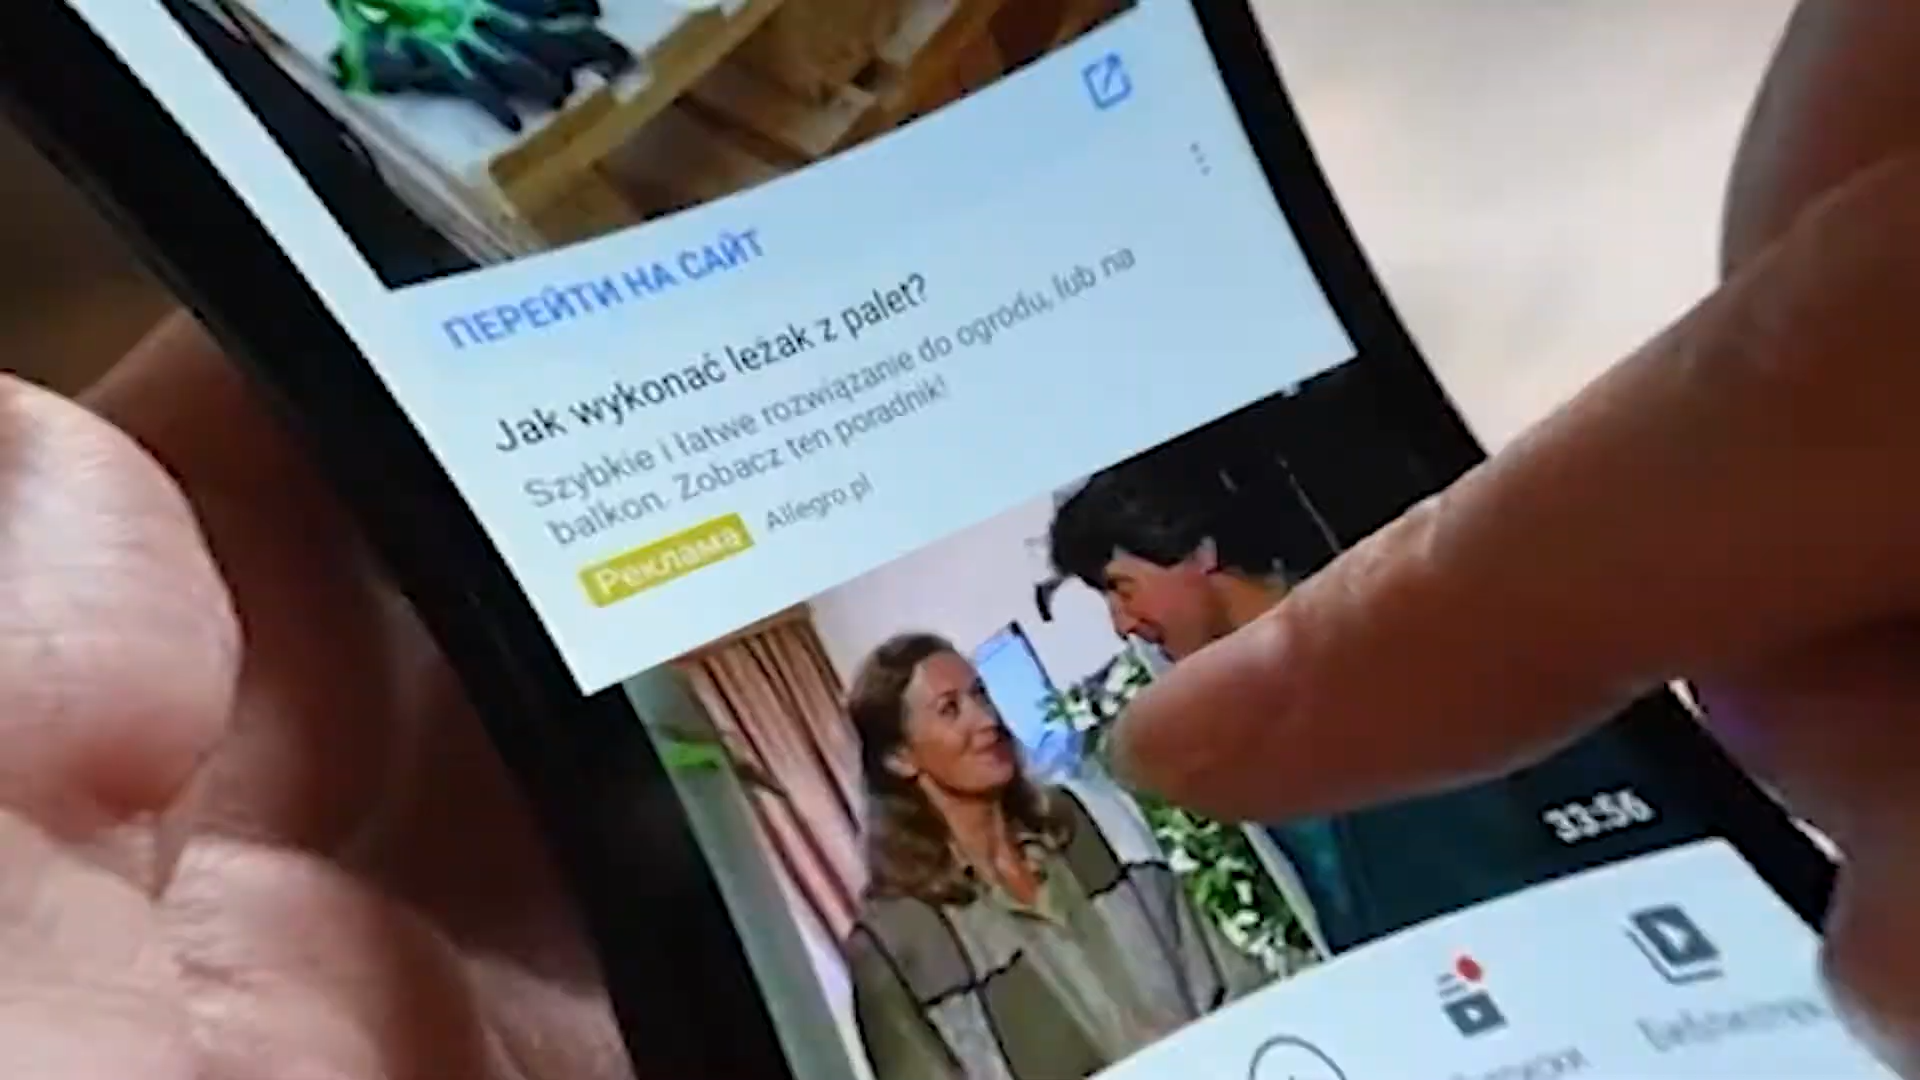 ПЕРЕЙТИ НА САЙТ
Jak wykonać leżak z palet?
Szybkie i łatwe rozwiązanie do ogrodu, lub na
balkon. Zobacz ten poradnik!
Реклама Allegro.pl
33:56